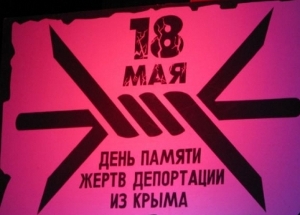 18
МАЯ
ДЕНЬ ПАМЯТИ
ЖЕРТВ ДЕПОРТАЦИИ
ИЗ КРЫМА